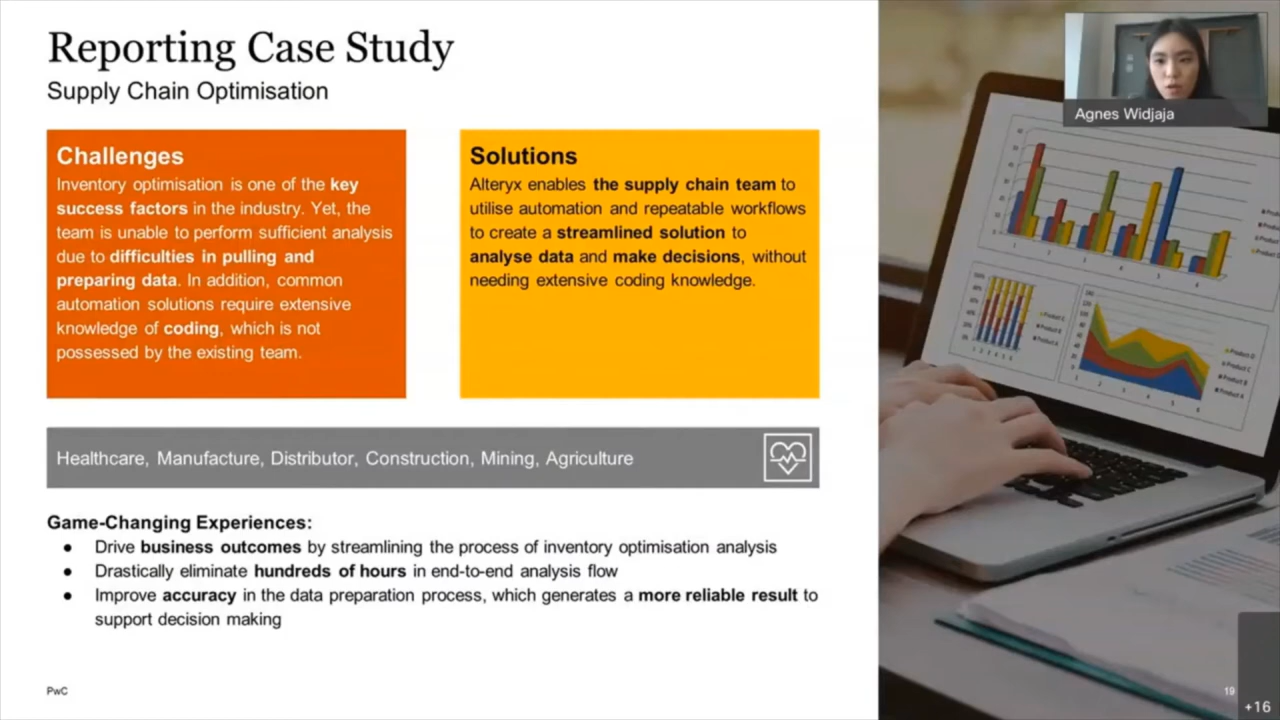 Reporting Case Study
Supply Chain Optimisation
Agnes Widjaja
Challenges
Inventory optimisation is one of the key
success factors in the industry. Yet, the
team is unable to perform sufficient analysis
due to difficulties in pulling and
preparing data. In addition, common
automation solutions require extensive
knowledge of coding, which is not
possessed by the existing team.
Solutions
Alteryx enables the supply chain team to
utilise automation and repeatable workflows
to create a streamlined solution to
analyse data and make decisions, without
needing extensive coding knowledge.
Healthcare, Manufacture, Distributor, Construction, Mining, Agriculture
Game-Changing Experiences:
● Drive business outcomes by streamlining the process of inventory optimisation analysis
● Drastically eliminate hundreds of hours in end-to-end analysis flow
● Improve accuracy in the data preparation process, which generates a more reliable result to
support decision making
PwC
19
+16